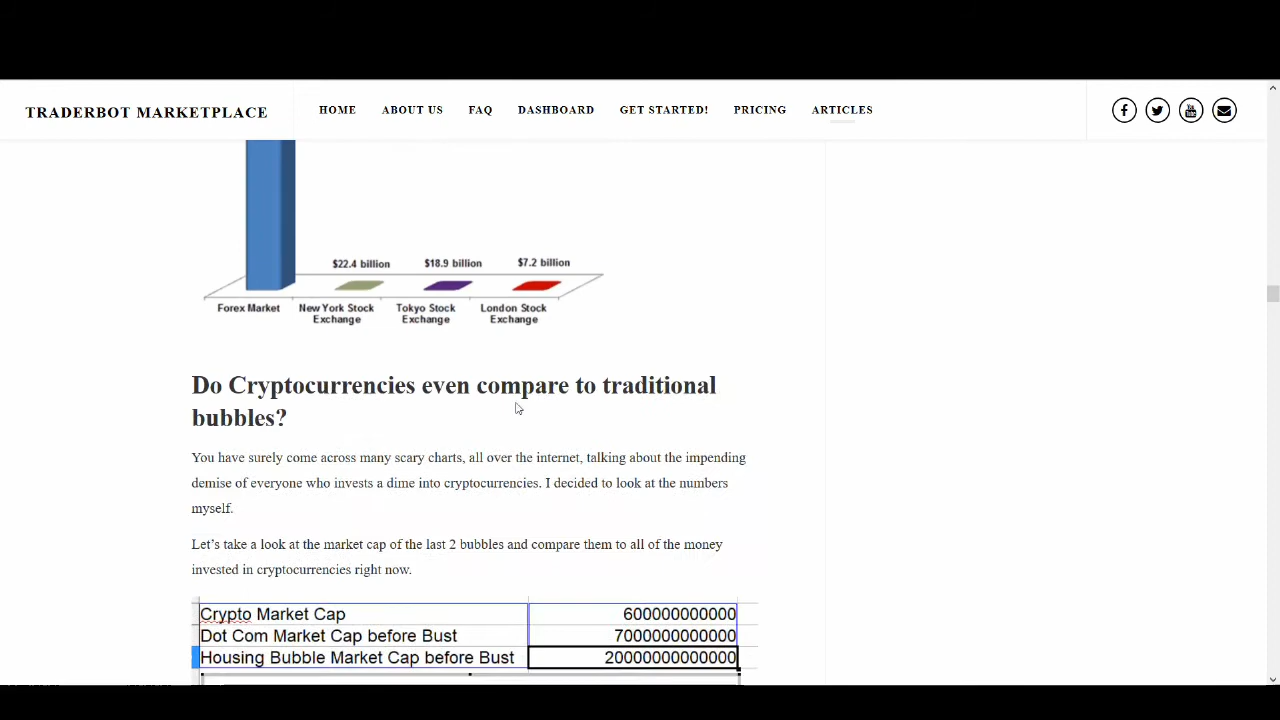 TRADERBOT MARKETPLACE
HOME ABOUT US FAQ DASHBOARD GET STARTED! PRICING ARTICLES
$22.4 billion $18.9 billion $7.2 billion
Forex Market New York Stock Tokyo Stock London Stock
Exchange Exchange Exchange
Do Cryptocurrencies even compare to traditional
bubbles?
You have surely come across many scary charts, all over the internet, talking about the impending
demise of everyone who invests a dime into cryptocurrencies. I decided to look at the numbers
myself.
Let's take a look at the market cap of the last 2 bubbles and compare them to all of the money
invested in cryptocurrencies right now.
Crypto Market Cap 600000000000
Dot Com Market Cap before Bust 7000000000000
Housing Bubble Market Cap before Bust 20000000000000